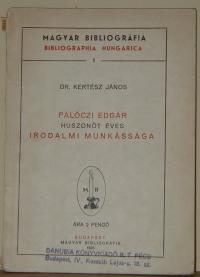 MAGYAR BIBLIOGRÁFIA
BIBLIOGRAPHIA HUNGARICA
DR. KERTÉSZ JÁNOS
PALÓCZI EDGÁR
HUSZONÖT ÉVES
IRODALMI MUNKÁSSÁGA
M B
ÁRA 2 PENGŐ
BUDAPEST
MAGYAR BIBLIOGRÁFIA
DANUBIA KÖNYVKIADÓ R. T. PÉCS
Budapest, IV., Kossuth Lajos-u.